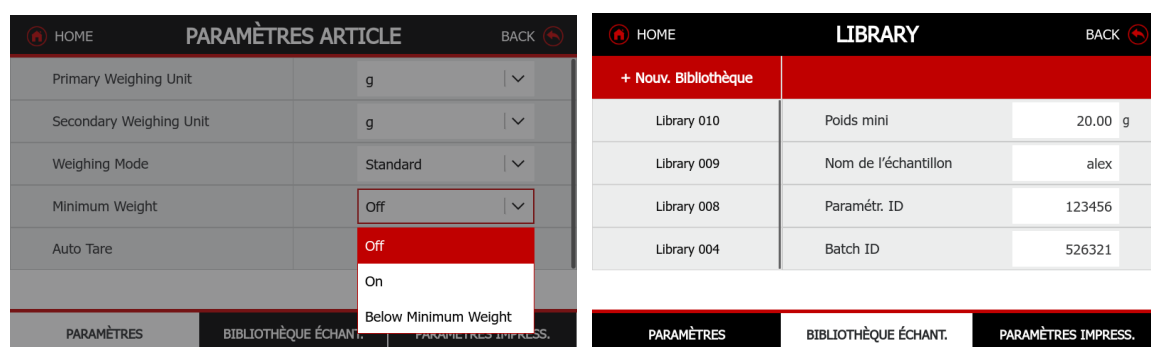 HOME PARAMÈTRES ARTICLE BACK
Primary Weighing Unit g
Secondary Weighing Unit g
Weighing Mode Standard
Minimum Weight Off
Auto Tare
Off
On
Below Minimum Weight
PARAMÈTRES BIBLIOTHÈQUE ÉCHANT. PARAMÈTRES IMPRESS.
HOME LIBRARY BACK
+ Nouv. Bibliothèque
Library 010 Poids mini 20.00 g
Library 009 Nom de l'échantillon alex
Library 008 Paramétr. ID 123456
Library 004 Batch ID 526321
PARAMÈTRES BIBLIOTHÈQUE ÉCHANT. PARAMÈTRES IMPRESS.